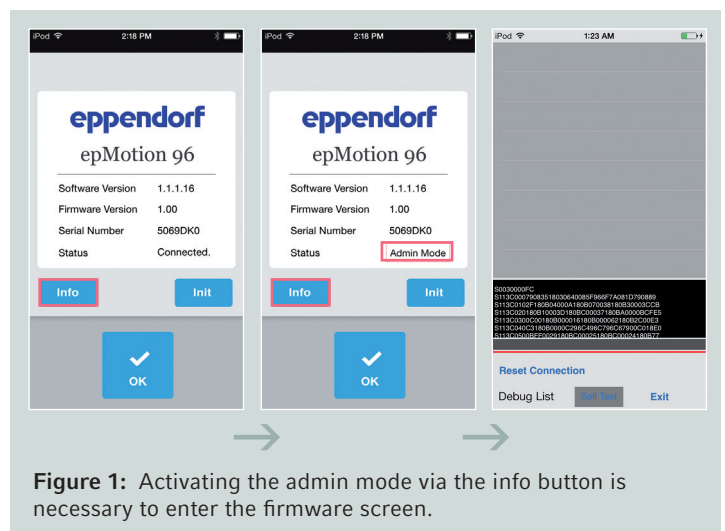 iPod 2:18 PM
eppendorf
epMotion 96
Software Version 1.1.1.16
Firmware Version 1.00
Serial Number 5069DK0
Status Connected.
Info Init
OK
iPod 2:18 PM
eppendorf
epMotion 96
Software Version 1.1.1.16
Firmware Version 1.00
Serial Number 5069DK0
Status Admin Mode
Info Init
OK
iPod 1:23 AM
S0030000FC
Reset Connection
Debug List Self Test Exit
Figure 1: Activating the admin mode via the info button is
necessary to enter the firmware screen.